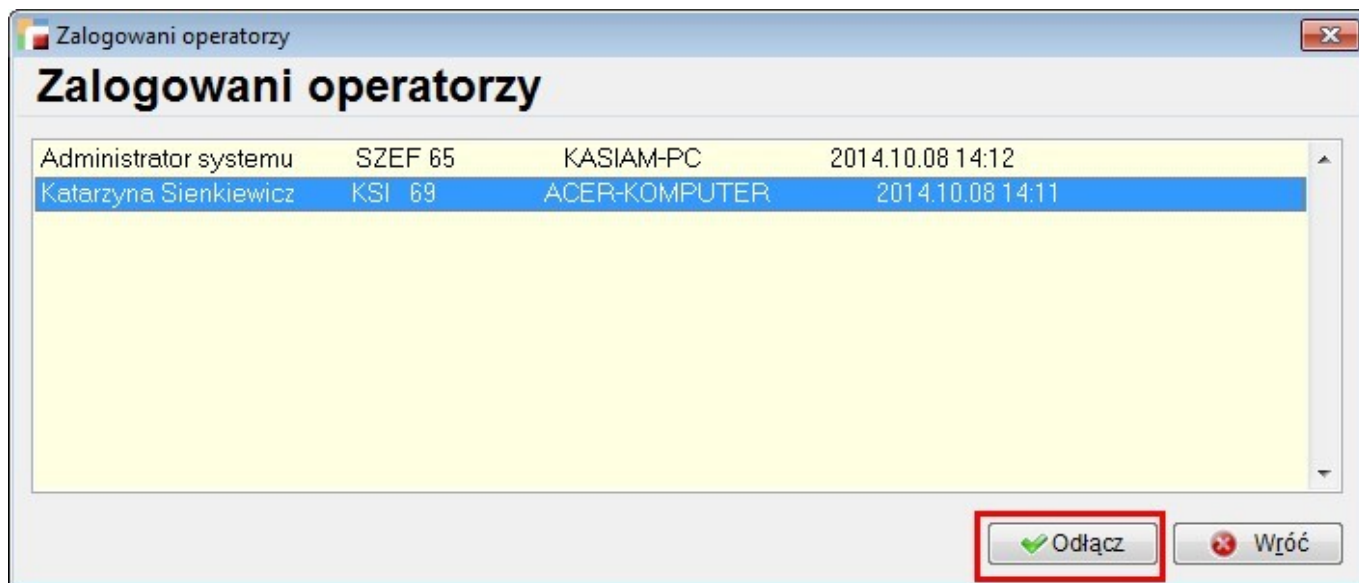 Zalogowani operatorzy
Zalogowani operatorzy
Administrator systemu SZEF 65 KASIAM-PC 2014.10.08 14:12
Katarzyna Sienkiewicz KSI 69 ACER-KOMPUTER 2014.10.08 14:11
Odłącz Wróć